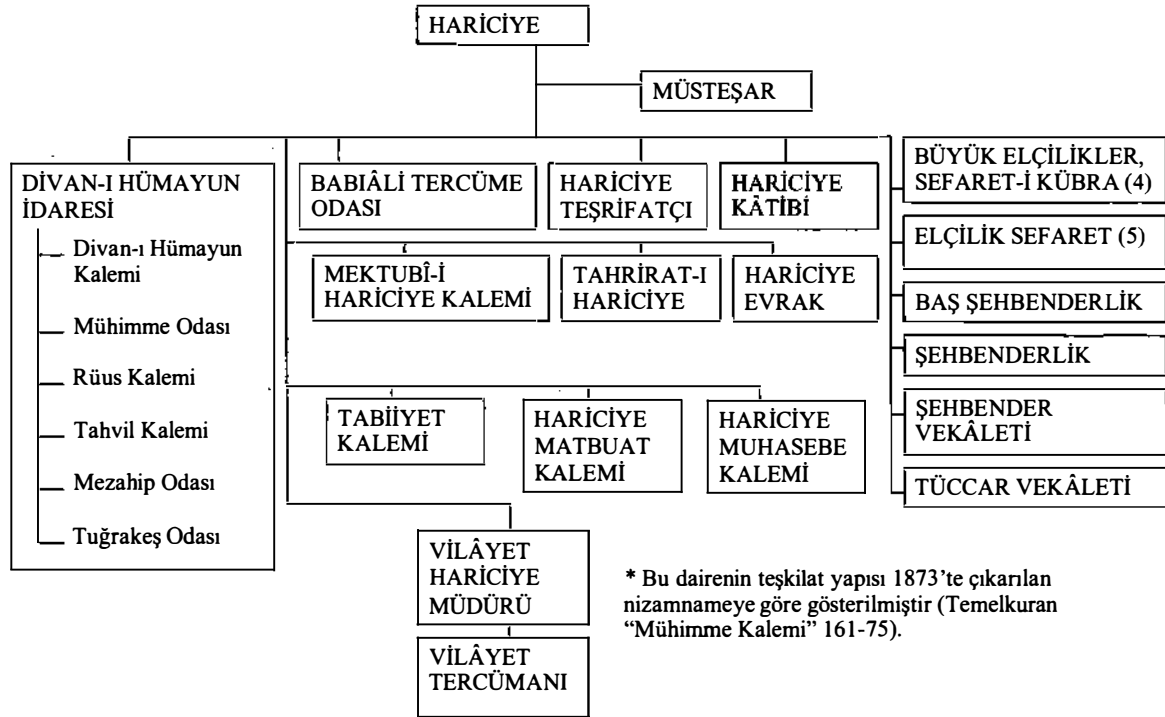 HARİCİYE
MÜSTEŞAR
DİVAN-I HÜMAYUN
İDARESİ
Divan-ı Hümayun
Kalemi
Mühimme Odası
Rüus Kalemi
Tahvil Kalemi
Mezahip Odası
Tuğrakeş Odası
BABIÂLİ TERCÜME
ODASI
HARİCİYE
TEŞRİFATÇI
HARİCİYE
KÂTİBİ
MEKTUBÎ-İ
HARİCİYE KALEMİ
TAHRİRAT-I
HARİCİYE
HARİCİYE
EVRAK
TABİİYET
KALEMİ
HARİCİYE
MATBUAT
KALEMİ
HARİCİYE
MUHASEBE
KALEMİ
VİLÂYET
HARİCİYE
MÜDÜRÜ
VİLÂYET
TERCÜMANI
BÜYÜK ELÇİLİKLER,
SEFARET-İ KÜBRA (4)
ELÇİLİK SEFARET (5)
BAŞ ŞEHBENDERLİK
ŞEHBENDERLİK
ŞEHBENDER
VEKÂLETİ
TÜCCAR VEKÂLETİ
* Bu dairenin teşkilat yapısı 1873’te çıkarılan
nizamnameye göre gösterilmiştir (Temelkuran
“Mühimme Kalemi” 161-75).